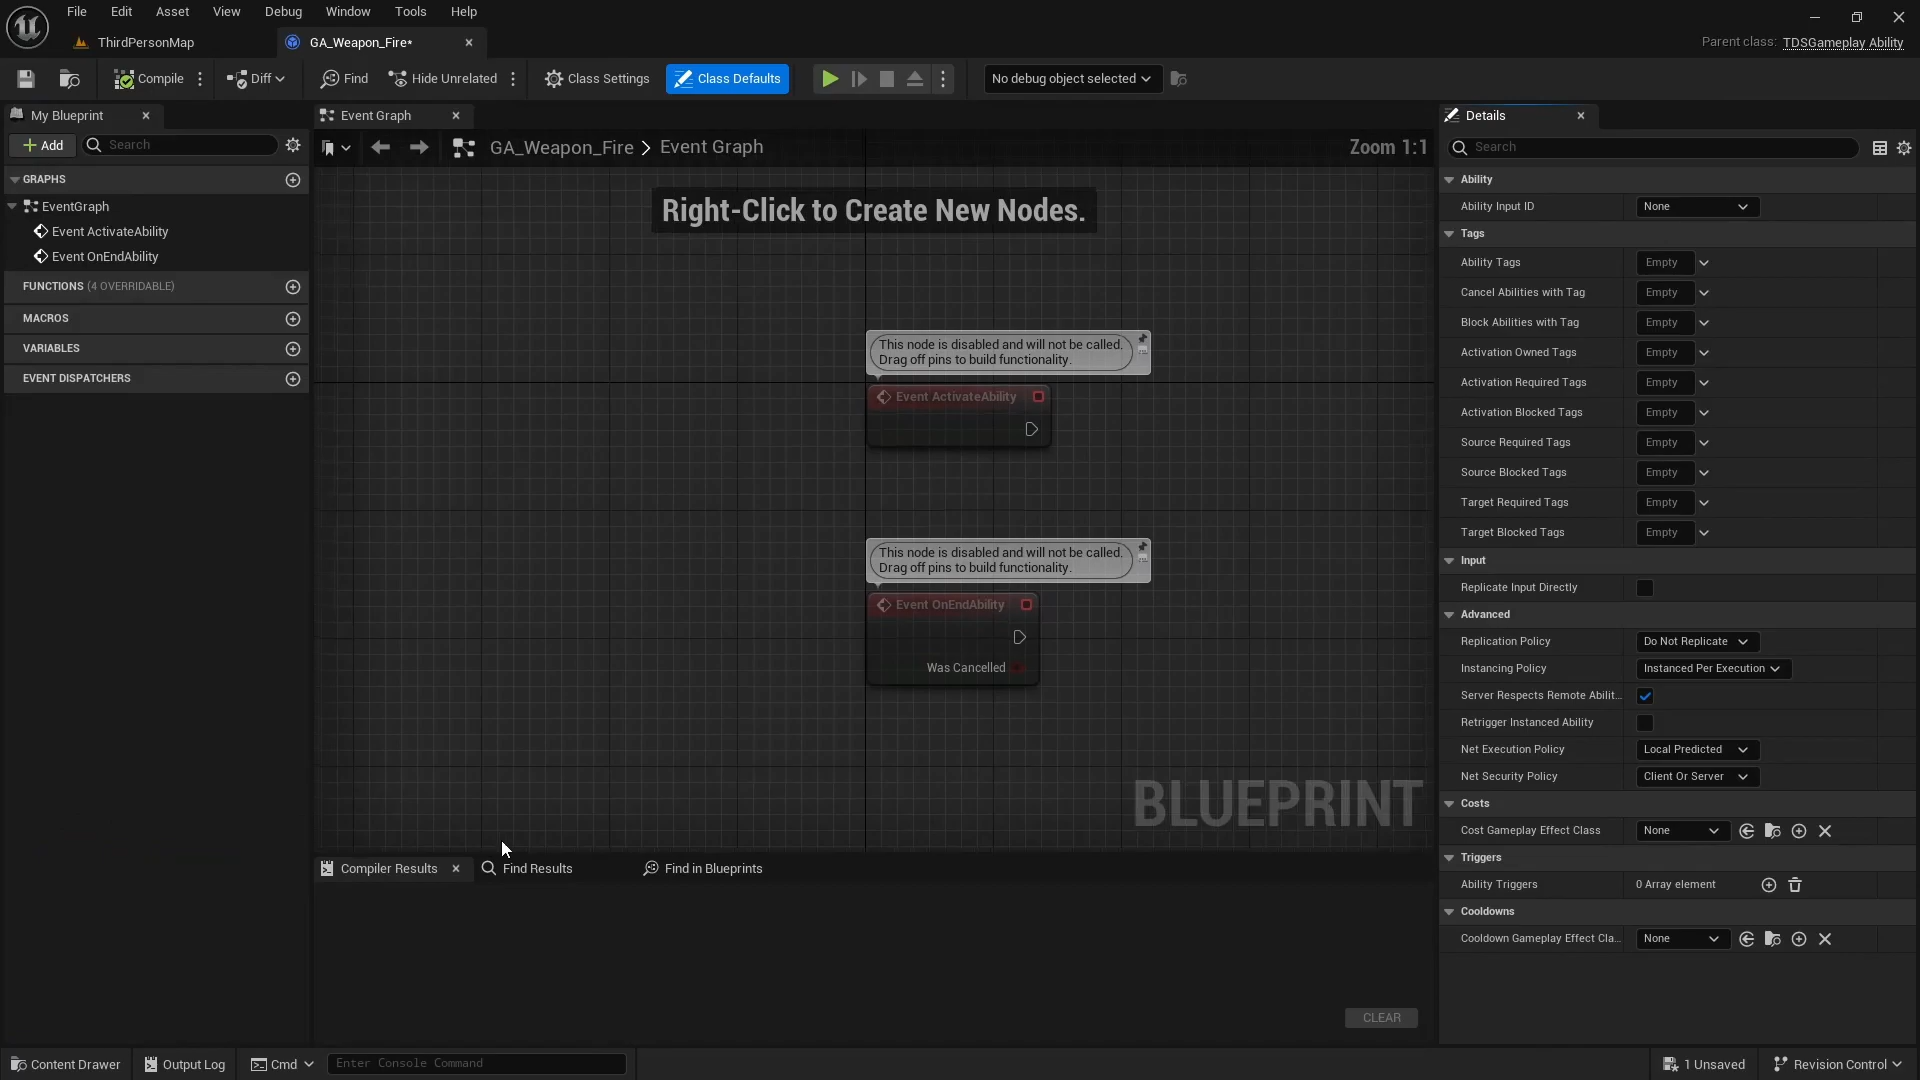 File Edit Asset View Debug Window Tools Help
ThirdPersonMap
GA_Weapon_Fire*
Parent class: TDSGameplay Ability
Compile
Diff
Find
Hide Unrelated
Class Settings
Class Defaults
No debug object selected
My Blueprint
Add
Search
GRAPHS
EventGraph
Event ActivateAbility
Event OnEndAbility
FUNCTIONS (4 OVERRIDABLE)
MACROS
VARIABLES
EVENT DISPATCHERS
Event Graph
GA_Weapon_Fire > Event Graph
Zoom 1:1
Right-Click to Create New Nodes.
This node is disabled and will not be called.
Drag off pins to build functionality.
Event ActivateAbility
This node is disabled and will not be called.
Drag off pins to build functionality.
Event OnEndAbility
Was Cancelled
BLUEPRINT
Compiler Results
Find Results
Find in Blueprints
CLEAR
Details
Search
Ability
Ability Input ID None
Tags
Ability Tags Empty
Cancel Abilities with Tag Empty
Block Abilities with Tag Empty
Activation Owned Tags Empty
Activation Required Tags Empty
Activation Blocked Tags Empty
Source Required Tags Empty
Source Blocked Tags Empty
Target Required Tags Empty
Target Blocked Tags Empty
Input
Replicate Input Directly
Advanced
Replication Policy Do Not Replicate
Instancing Policy Instanced Per Execution
Server Respects Remote Abilit...
Retrigger Instanced Ability
Net Execution Policy Local Predicted
Net Security Policy Client Or Server
Costs
Cost Gameplay Effect Class None
Triggers
Ability Triggers 0 Array element
Cooldowns
Cooldown Gameplay Effect Cla... None
Content Drawer
Output Log
Cmd
Enter Console Command
1 Unsaved
Revision Control